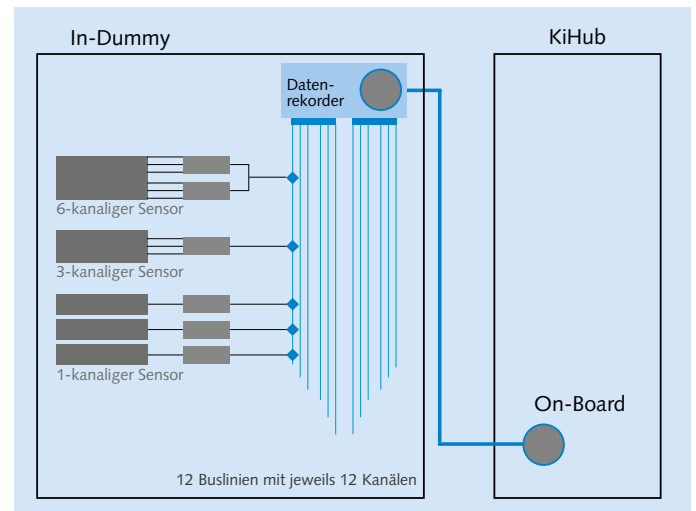 In-Dummy
KiHub
Daten-
rekorder
6-kanaliger Sensor
3-kanaliger Sensor
1-kanaliger Sensor
On-Board
12 Buslinien mit jeweils 12 Kanälen